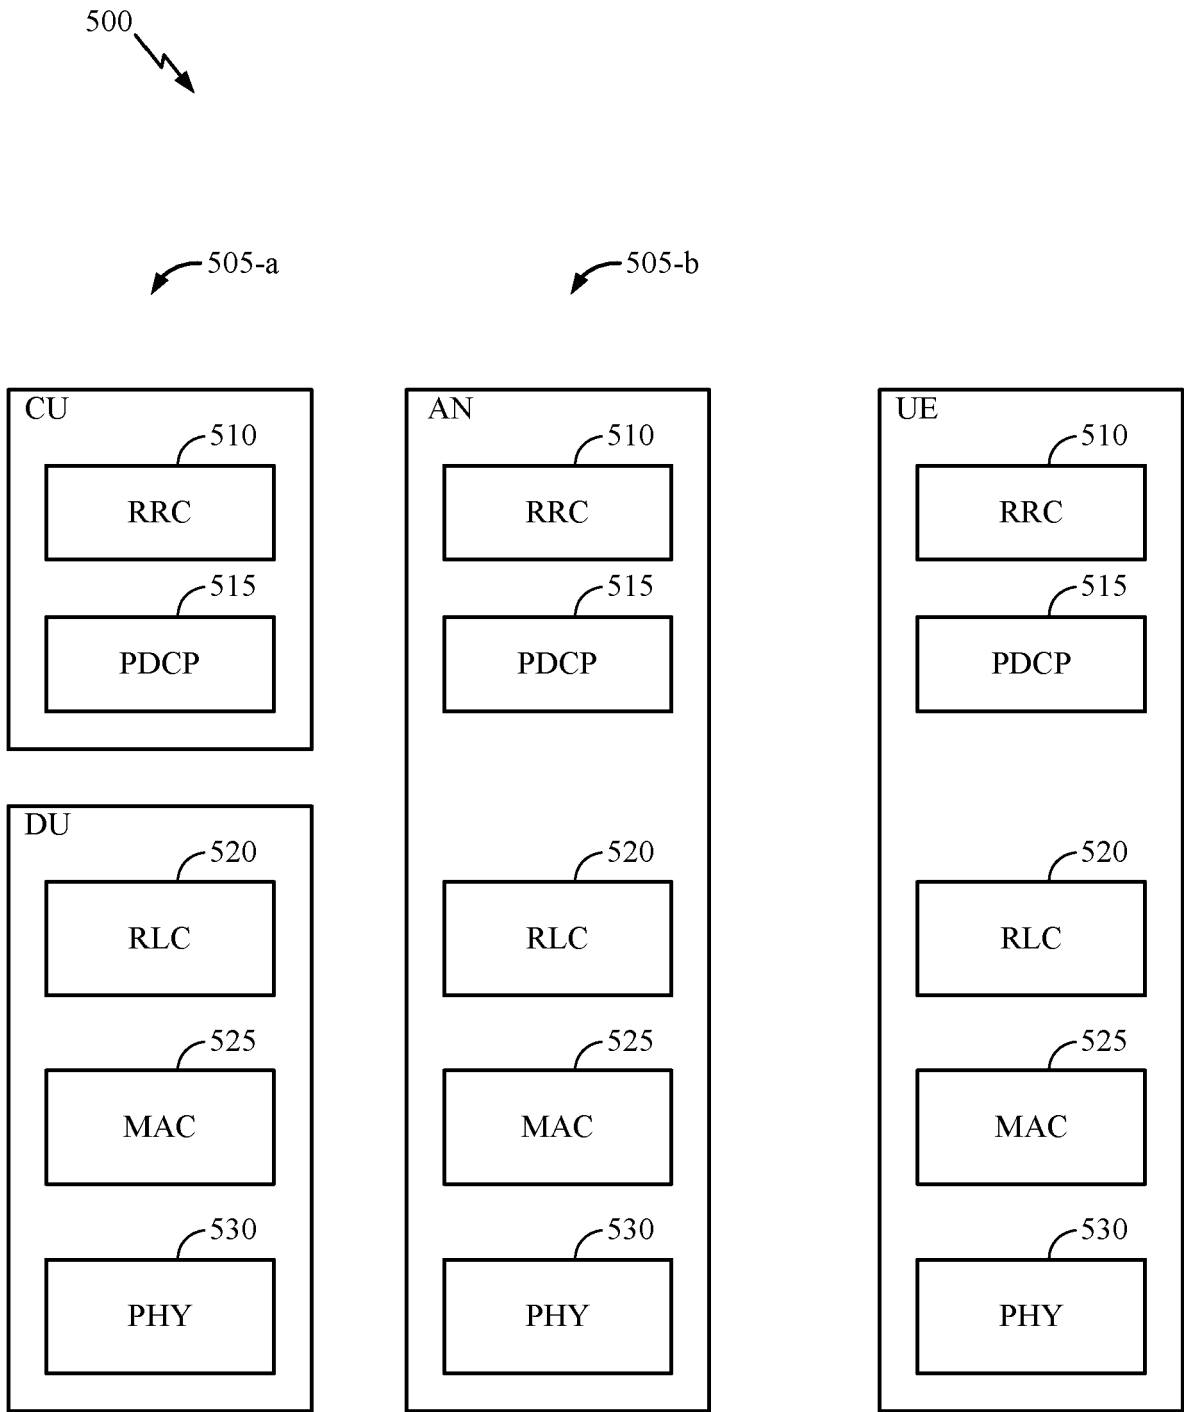 500
505-a 505-b
CU AN UE
510 510 510
RRC RRC RRC
515 515 515
PDCP PDCP PDCP
DU
520 520 520
RLC RLC RLC
525 525 525
MAC MAC MAC
530 530 530
PHY PHY PHY